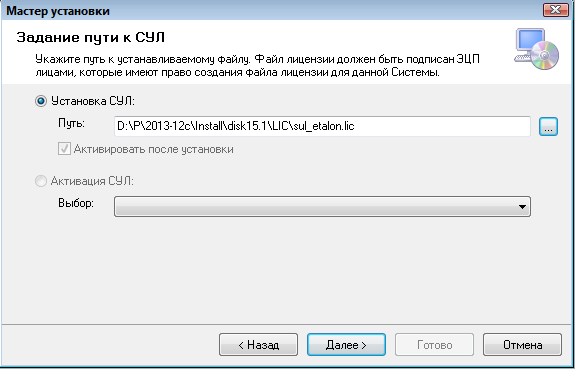 Мастер установки
Задание пути к СУЛ
Укажите путь к устанавливаемому файлу. Файл лицензии должен быть подписан ЭЦП
лицами, которые имеют право создания файла лицензии для данной Системы.
Установка СУЛ:
Путь: D:\P\2013-12c\Install\disk15.1\LIC\sul_etalon.lic ...
Активировать после установки
Активация СУЛ:
Выбор:
< Назад Далее > Готово Отмена